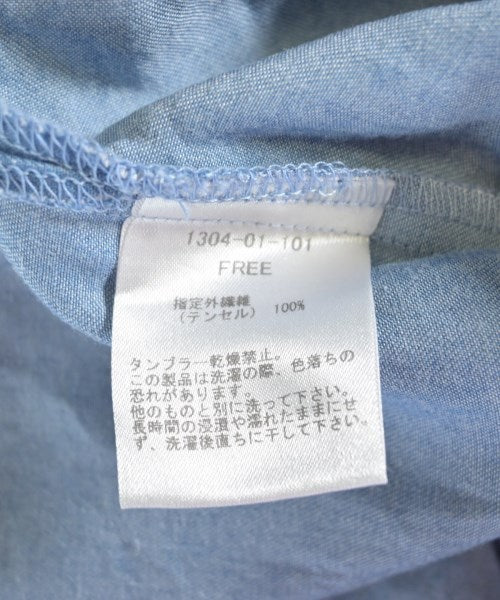 1304-01-101
FREE
指定外繊維
(テンセル) 100%
タンブラー乾燥禁止。
この製品は洗濯の際、色落ちの
恐れがあります。
他のものと別に洗って下さい。
長時間の浸漬や濡れたままにせ
ず、洗濯後直ちに干して下さい。